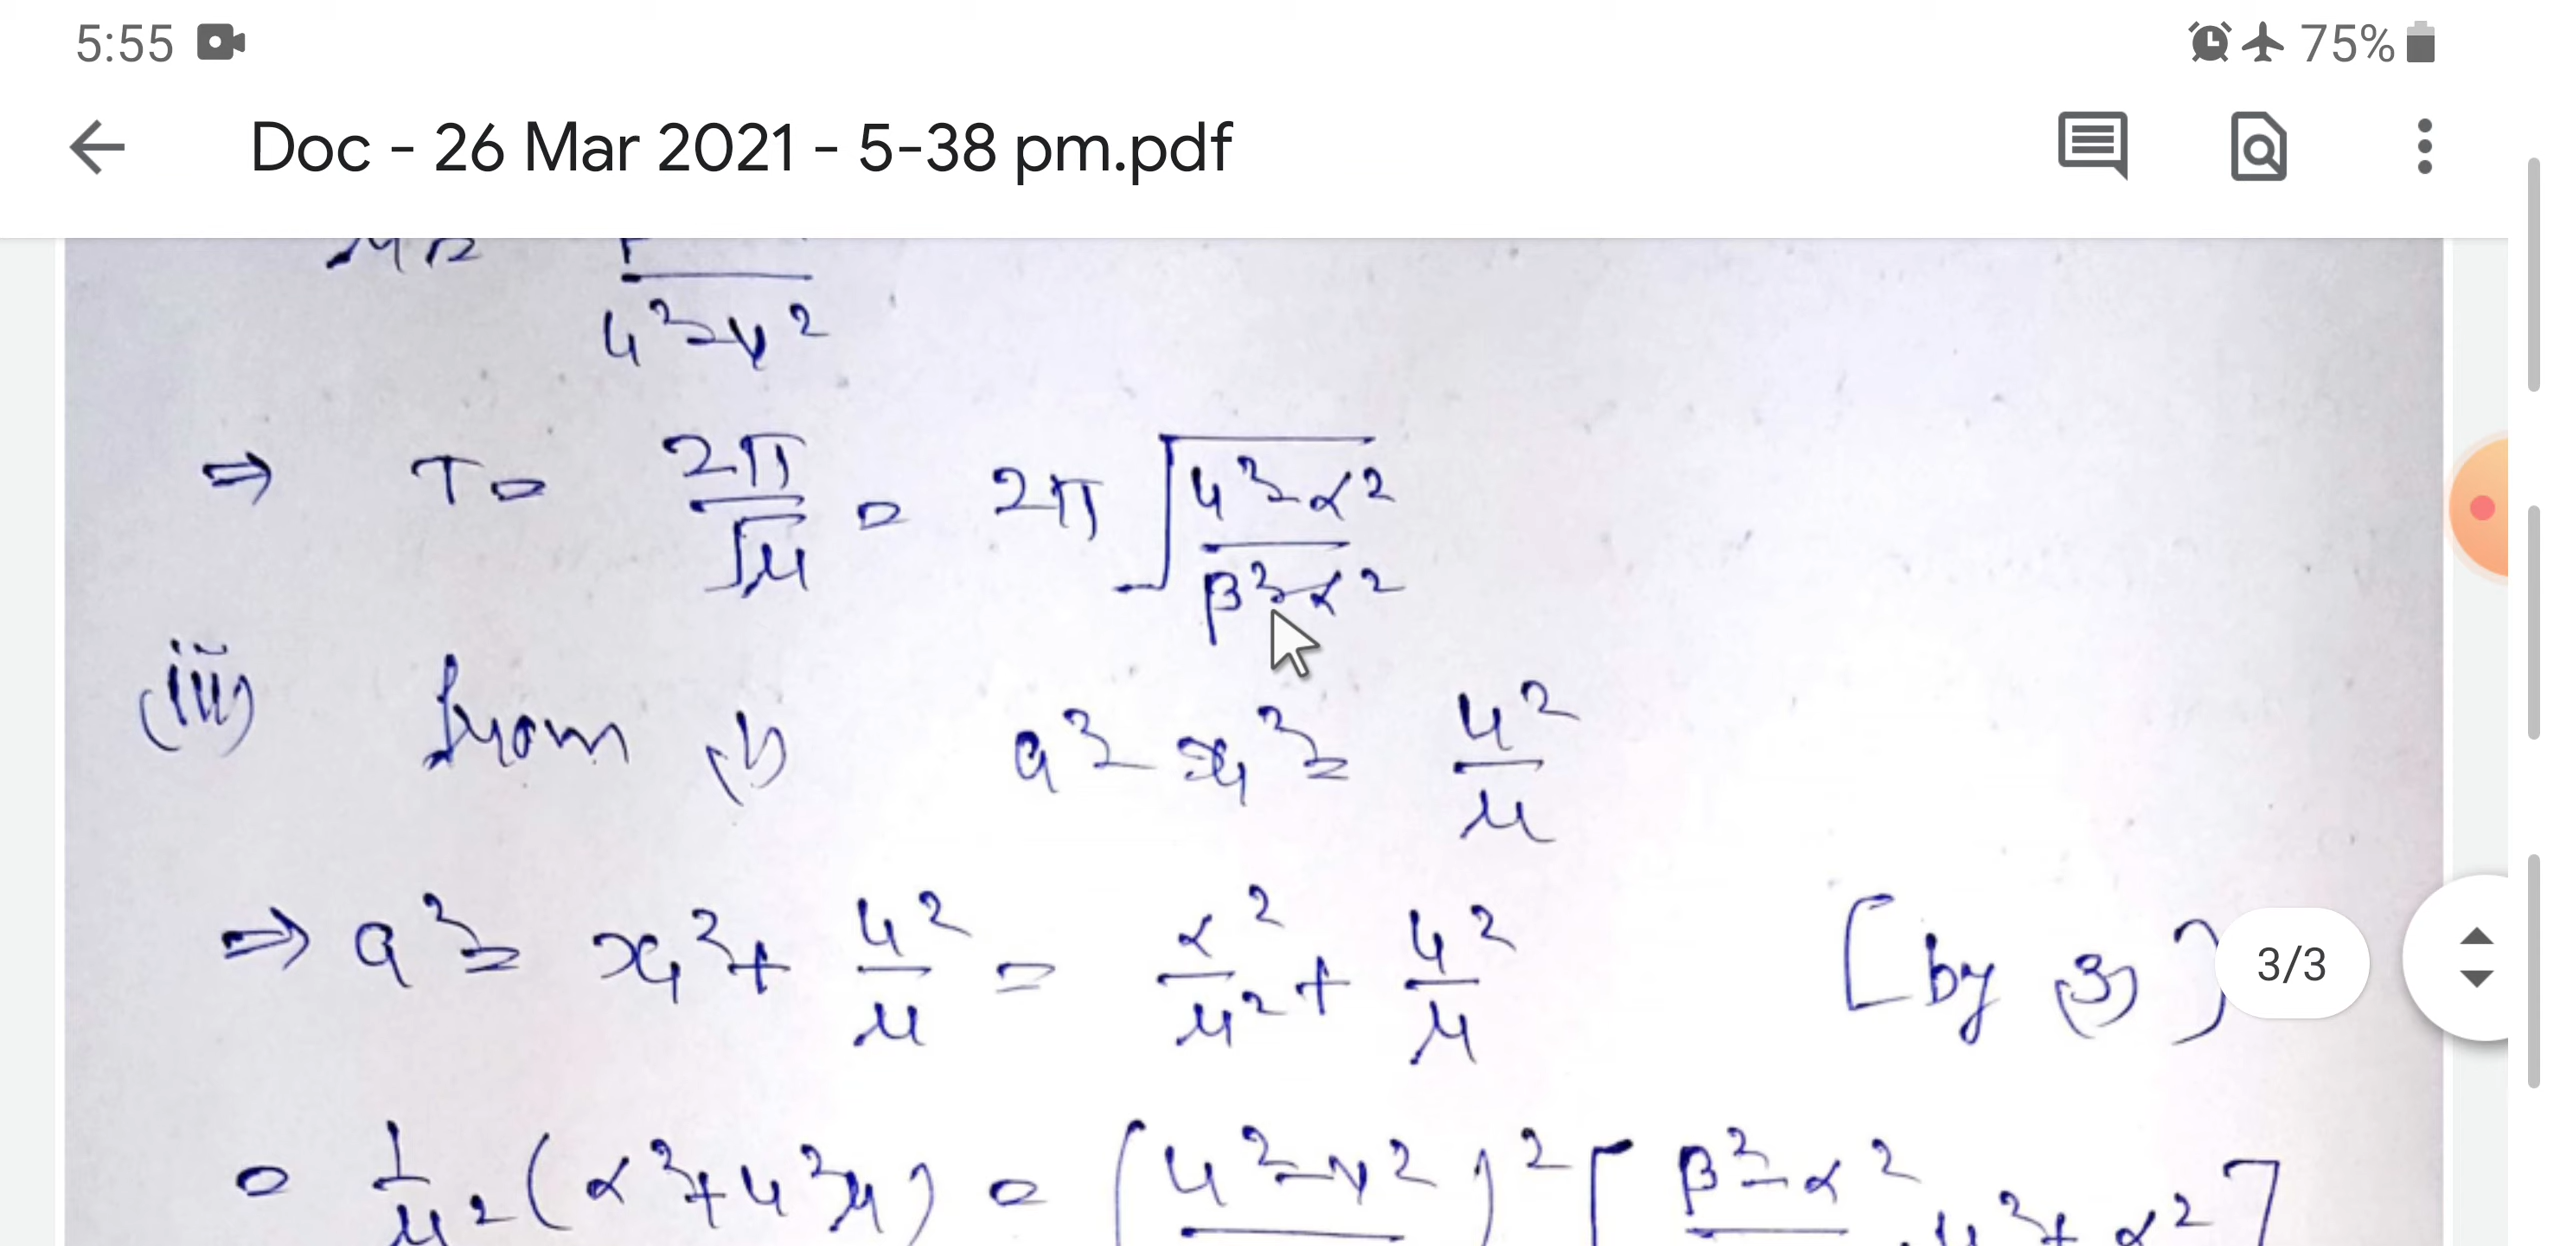 5:55 75%
Doc - 26 Mar 2021 - 5-38 pm.pdf
u²-v²
⇒ T = 2π/√μ = 2π √(u²-α²/β²-α²)
(iii) from (1) a²-x₁² = u²/μ
⇒ a² = x₁² + u²/μ = α²/μ² + u²/μ [by (3)]
3/3
= 1/μ² (α²+u²μ) = (u²-v²)² [β²-α² u²+α²]